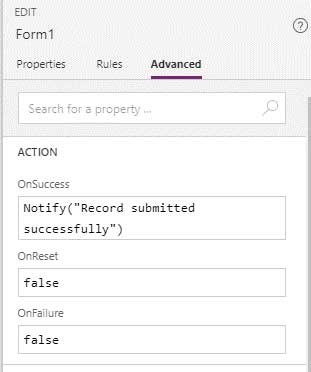 EDIT
Form1
?
Properties Rules Advanced
Search for a property ...
ACTION
OnSuccess
Notify("Record submitted
successfully")
OnReset
false
OnFailure
false